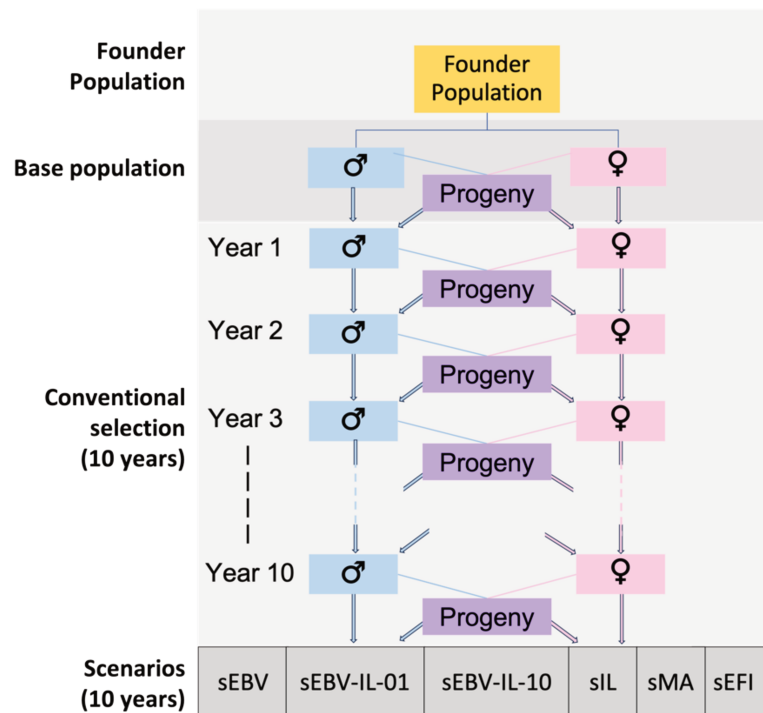 Founder
Population
Founder
Population
Base population
♂
♀
Progeny
Year 1
♂
♀
Progeny
Year 2
♂
♀
Progeny
Conventional
selection
(10 years)
Year 3
♂
♀
Progeny
Year 10
♂
♀
Progeny
Scenarios
(10 years)
sEBV
sEBV-IL-01
sEBV-IL-10
sIL
sMA
sEFI